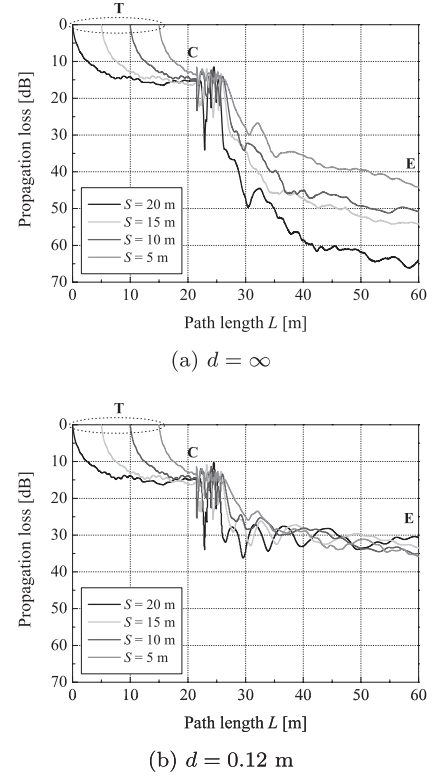 T
0
10
20
30
40
50
60
70
Propagation loss [dB]
C
E
S = 20 m
S = 15 m
S = 10 m
S = 5 m
0 10 20 30 40 50 60
Path length L [m]
(a) d = ∞
T
0
10
20
30
40
50
60
70
Propagation loss [dB]
C
E
S = 20 m
S = 15 m
S = 10 m
S = 5 m
0 10 20 30 40 50 60
Path length L [m]
(b) d = 0.12 m